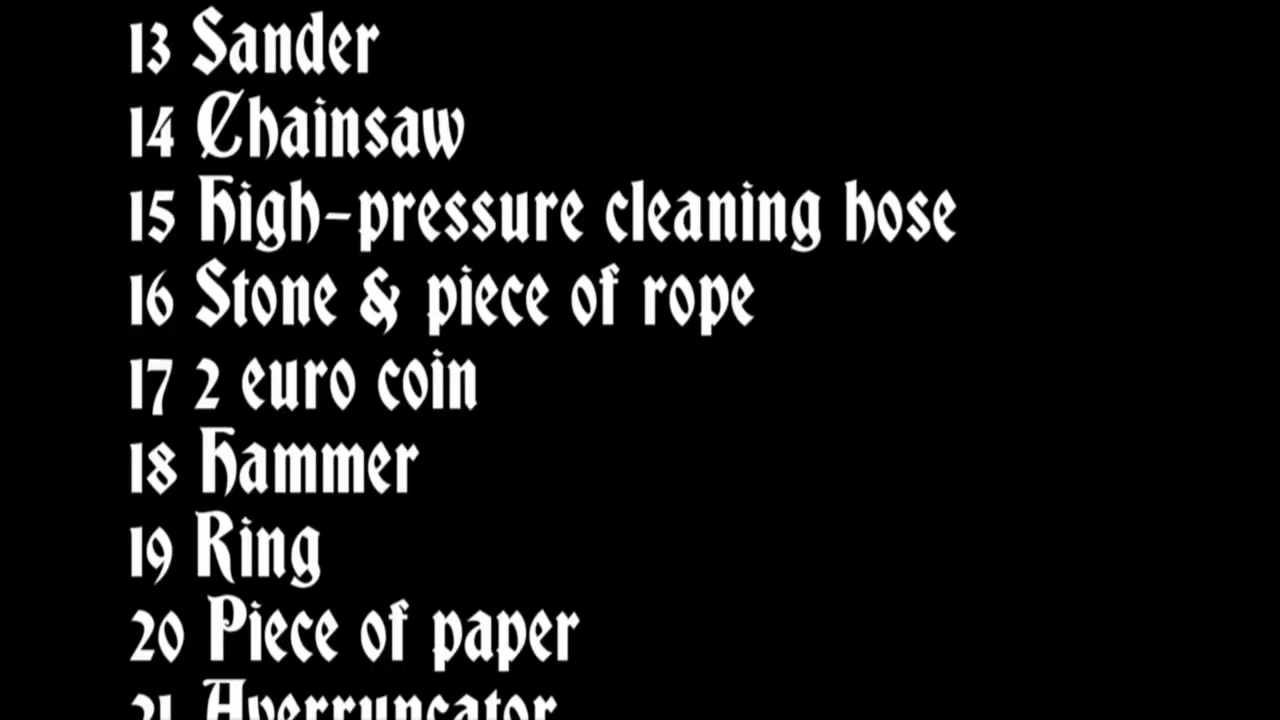 13 Sander
14 Chainsaw
15 High-pressure cleaning hose
16 Stone & piece of rope
17 2 euro coin
18 Hammer
19 Ring
20 Piece of paper
21 Averruncator